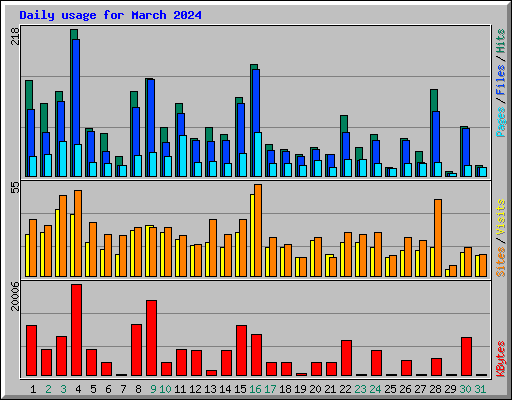 Daily usage for March 2024
218
Pages / Files / Hits
55
Sites / Visits
20006
KBytes
1 2 3 4 5 6 7 8 9 10 11 12 13 14 15 16 17 18 19 20 21 22 23 24 25 26 27 28 29 30 31